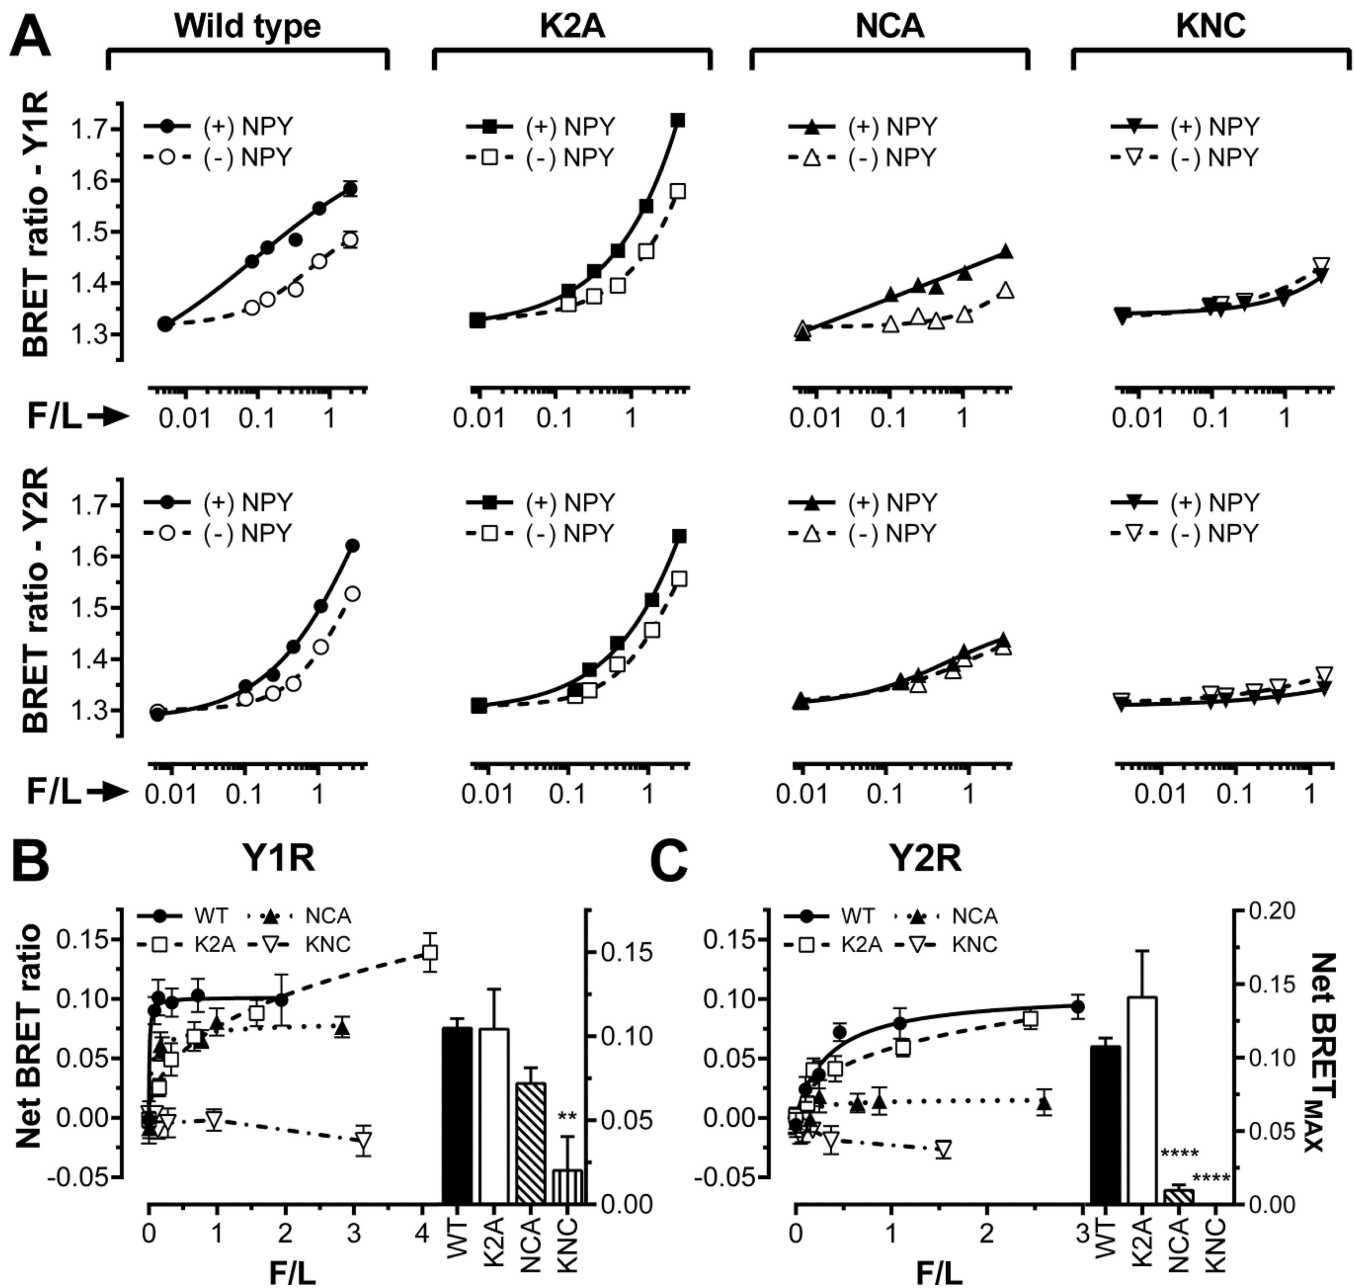 A
Wild type K2A NCA KNC
BRET ratio - Y1R
1.7
1.6
1.5
1.4
1.3
(+) NPY
(-) NPY
(+) NPY
(-) NPY
(+) NPY
(-) NPY
(+) NPY
(-) NPY
F/L
0.01 0.1 1
0.1 1
0.01
0.01 0.1 1
0.01 0.1 1
BRET ratio - Y2R
1.7
1.6
1.5
1.4
1.3
(+) NPY
(-) NPY
(+) NPY
(-) NPY
(+) NPY
(-) NPY
(+) NPY
(-) NPY
F/L
0.01 0.1 1
0.01 0.1 1
0.01 0.1 1
0.01 0.1 1
B
Y1R
Net BRET ratio
0.15
0.10
0.05
0.00
-0.05
WT NCA
K2A KNC
0 1 2 3 4
F/L
**
WT K2A NCA KNC
0.15
0.10
0.05
0.00
C
Y2R
0.15
0.10
0.05
0.00
-0.05
WT NCA
K2A KNC
0 1 2 3
F/L
****
****
WT K2A NCA KNC
0.20
0.15
0.10
0.05
0.00
Net BRETMAX